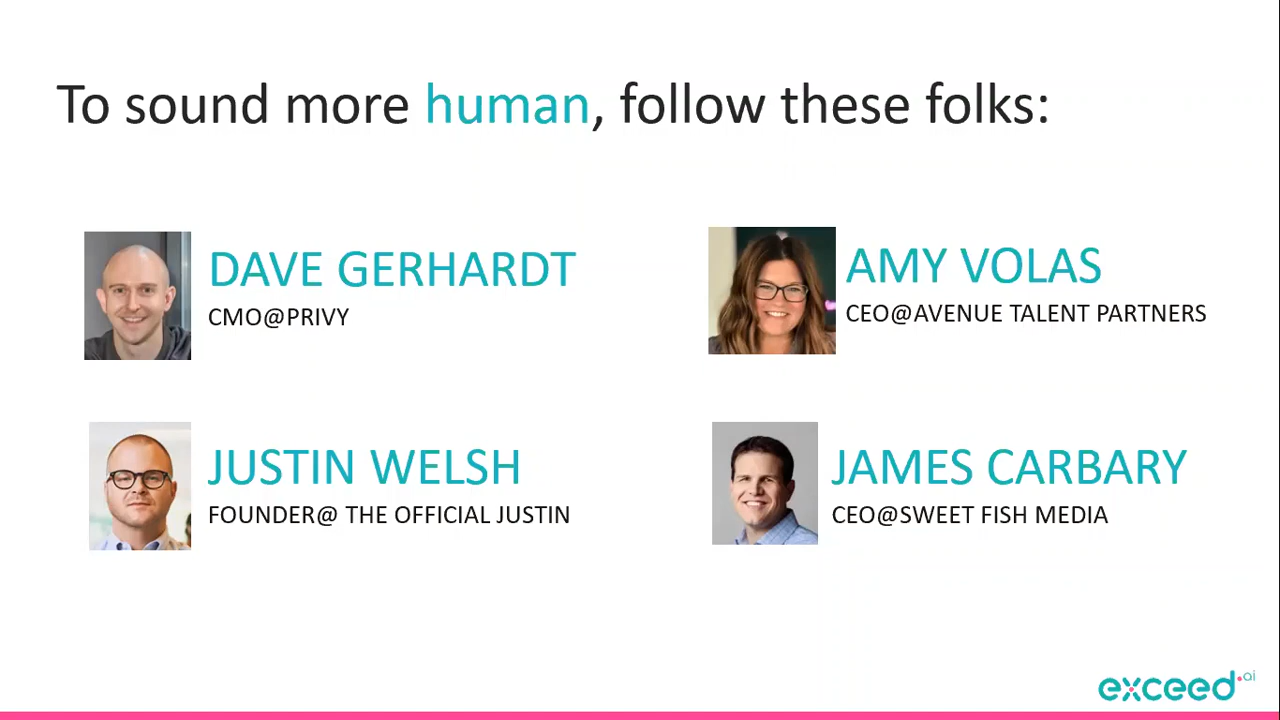 To sound more human, follow these folks:
DAVE GERHARDT
CMO@PRIVY
AMY VOLAS
CEO@AVENUE TALENT PARTNERS
JUSTIN WELSH
FOUNDER@ THE OFFICIAL JUSTIN
JAMES CARBARY
CEO@SWEET FISH MEDIA
exceed.ai